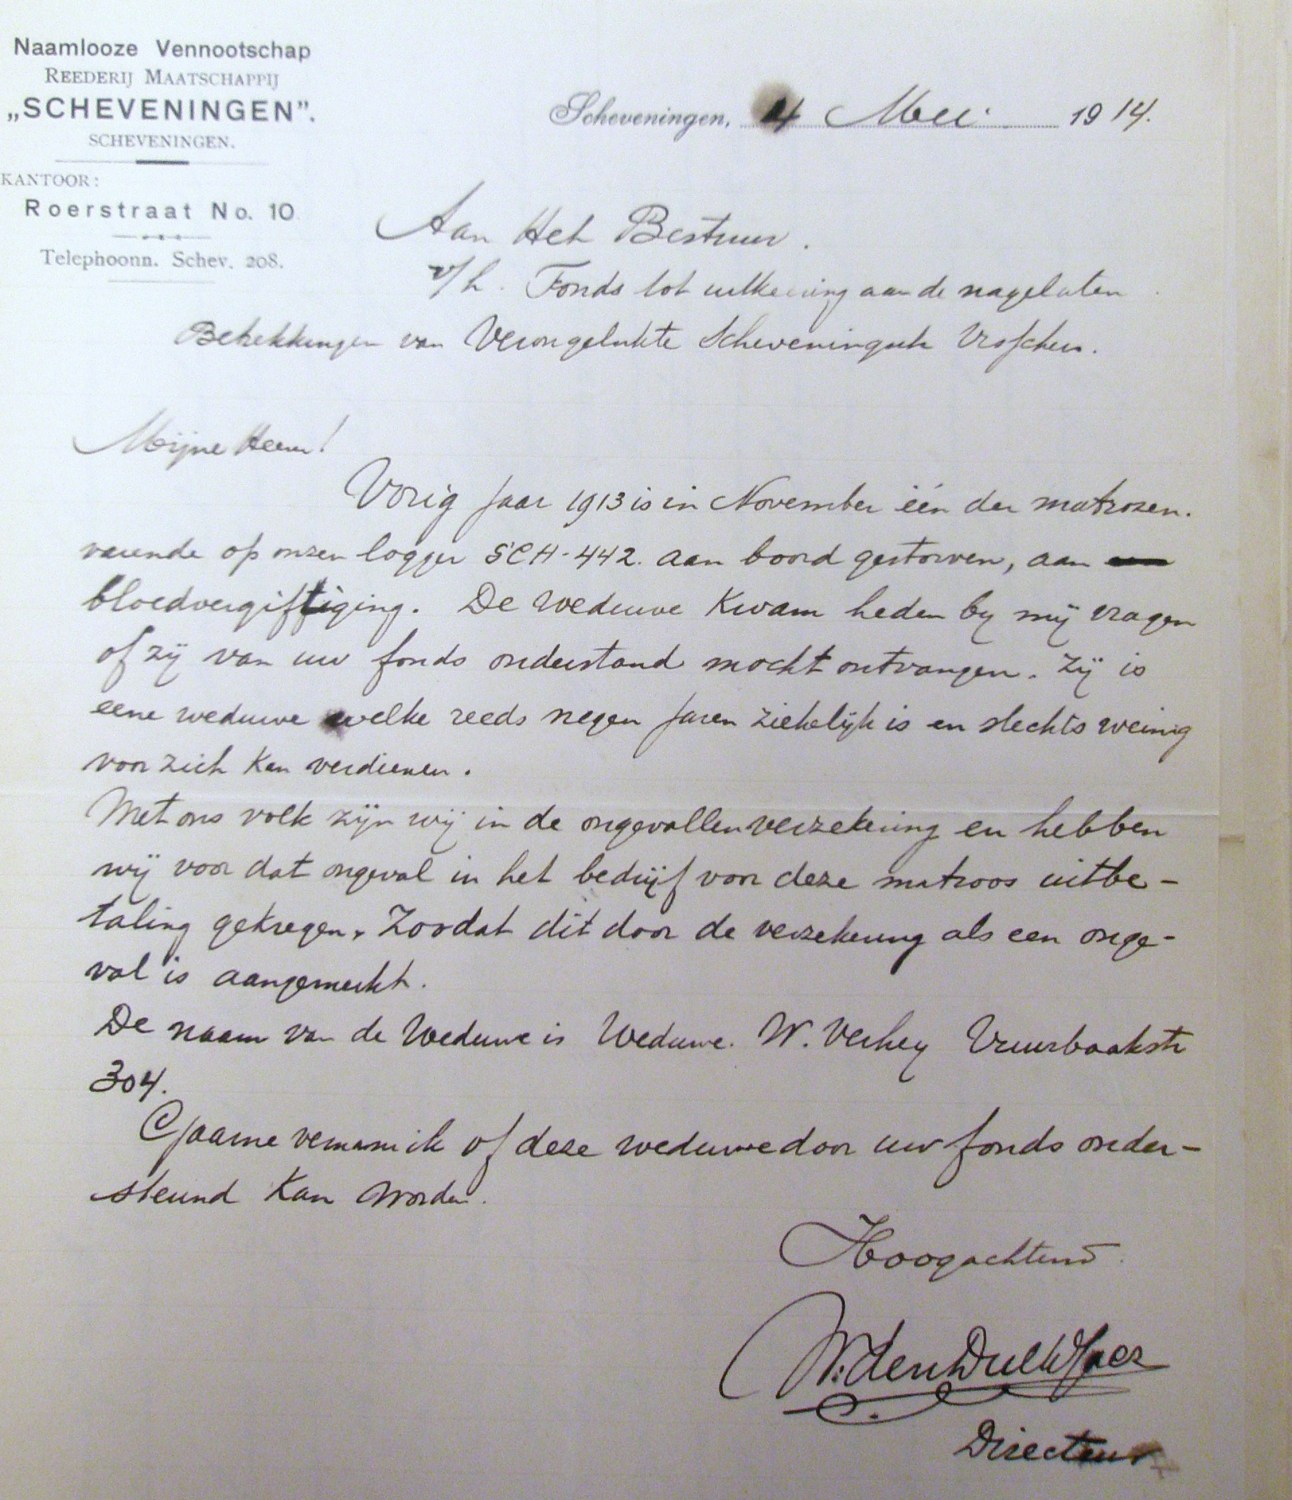 Naamlooze Vennootschap
REEDERIJ MAATSCHAPPIJ
„SCHEVENINGEN”.
SCHEVENINGEN.
KANTOOR:
Roerstraat No. 10
Telephoonn. Schev. 208.
Scheveningen, 4 Mei 1914.
Aan Het Bestuur.
v/h. Fonds tot uitkeering aan de nagelaten
Betrekkingen van Verongelukte Scheveningsche Visschers.
Mijne Heeren!
Vorig Jaar 1913 is in November één der matrozen.
varende op onzen logger SCH-442. aan boord gestorven, aan
bloedvergiftiging. De weduwe kwam heden by mij vragen
of zij van uw fonds onderstand mocht ontvangen. Zij is
eene weduwe welke reeds negen jaren ziekelijk is en slechts weinig
voor zich kan verdienen.
Met ons volk zijn wij in de ongevallenverzekering en hebben
wij voor dat ongeval in het bedrijf voor deze matroos uitbe-
taling gekregen. Zoodat dit door de verzekering als een onge-
val is aangemerkt.
De naam van de Weduwe is Weduwe. W. Verhey Vuurbaakstr
304.
Gaarne vernam ik of deze weduwe door uw fonds onder-
steund kan worden.
Hoogachtend.
W. den Dulk
Directeur